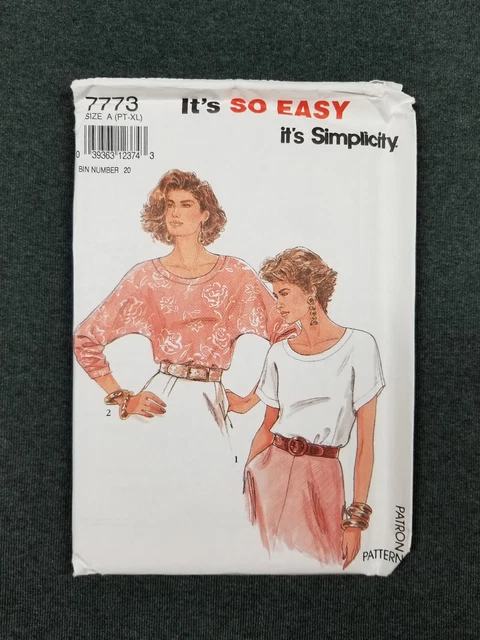 7773
SIZE A (PT-XL)
It's SO EASY
it's Simplicity.
0 39363 12374 3
BIN NUMBER 20
2
1
PATRON
PATTERN